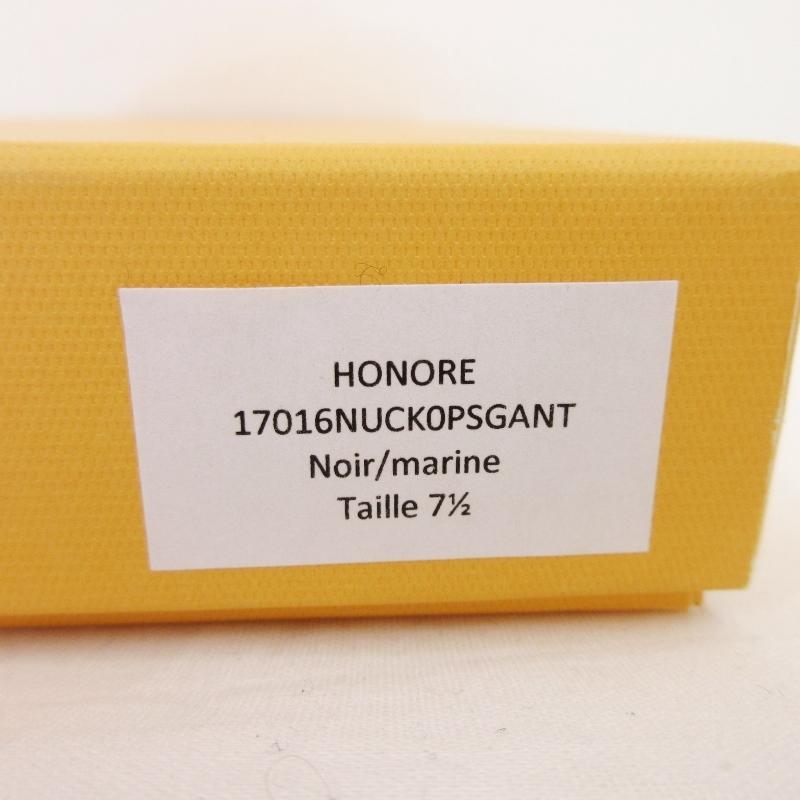 HONORE
17016NUCK0PSGANT
Noir/marine
Taille 7½